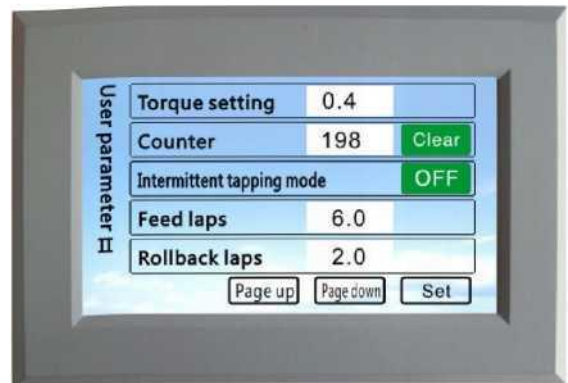 User parameter II
Torque setting 0.4
Counter 198 Clear
Intermittent tapping mode OFF
Feed laps 6.0
Rollback laps 2.0
Page up Page down Set